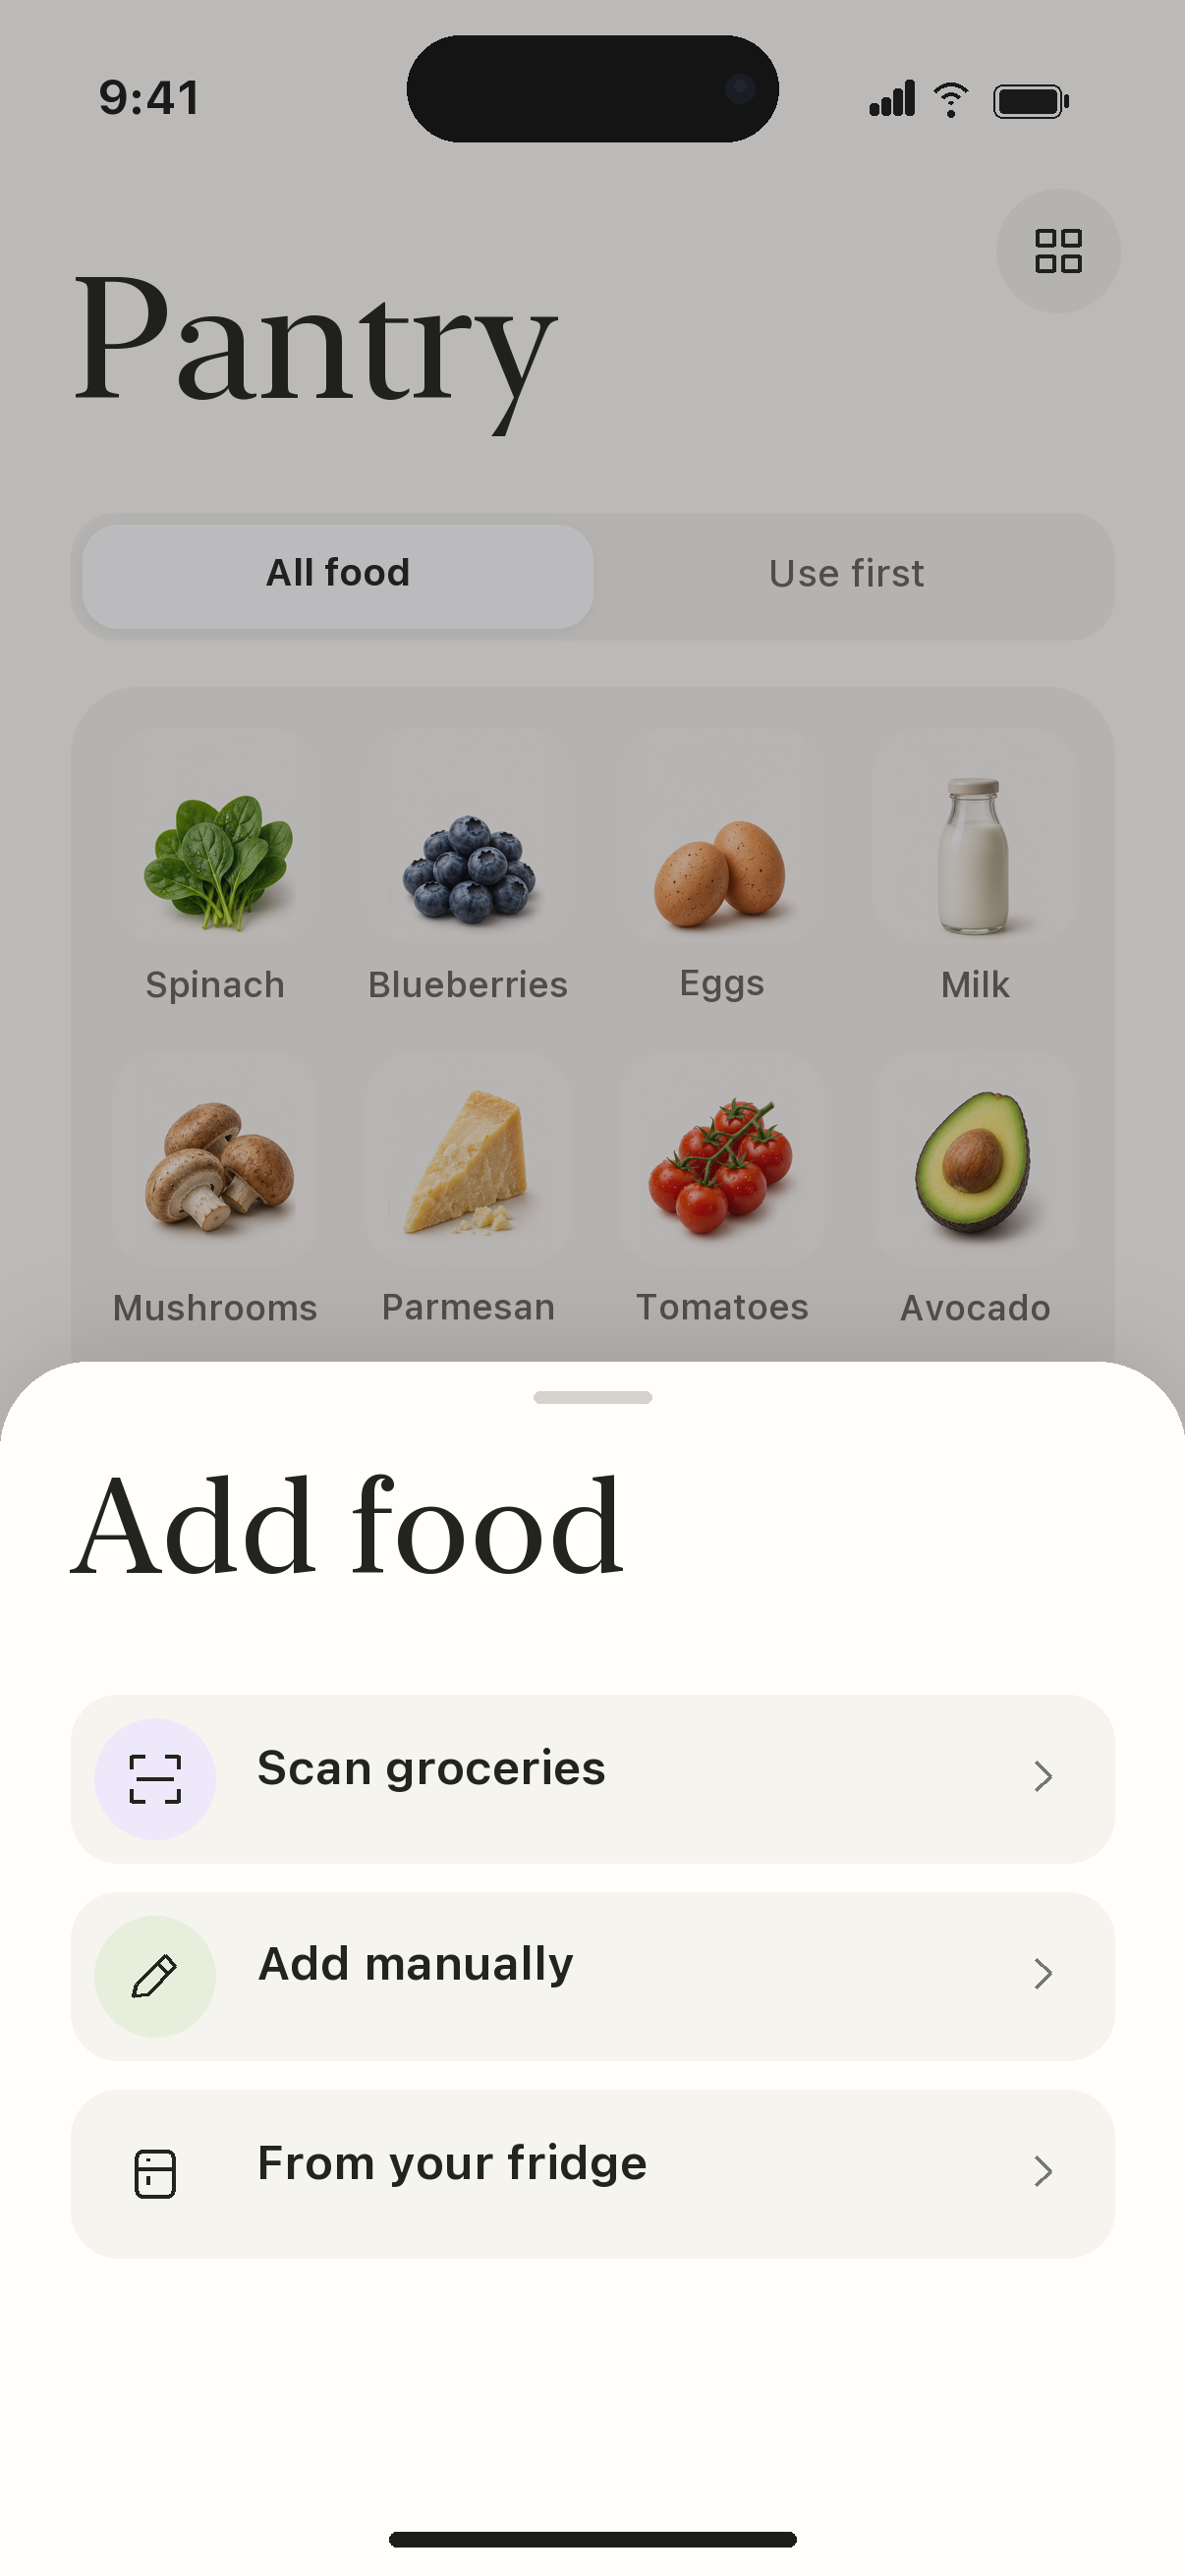 9:41
Pantry
All food
Use first
Spinach
Blueberries
Eggs
Milk
Mushrooms
Parmesan
Tomatoes
Avocado
Add food
Scan groceries
Add manually
From your fridge